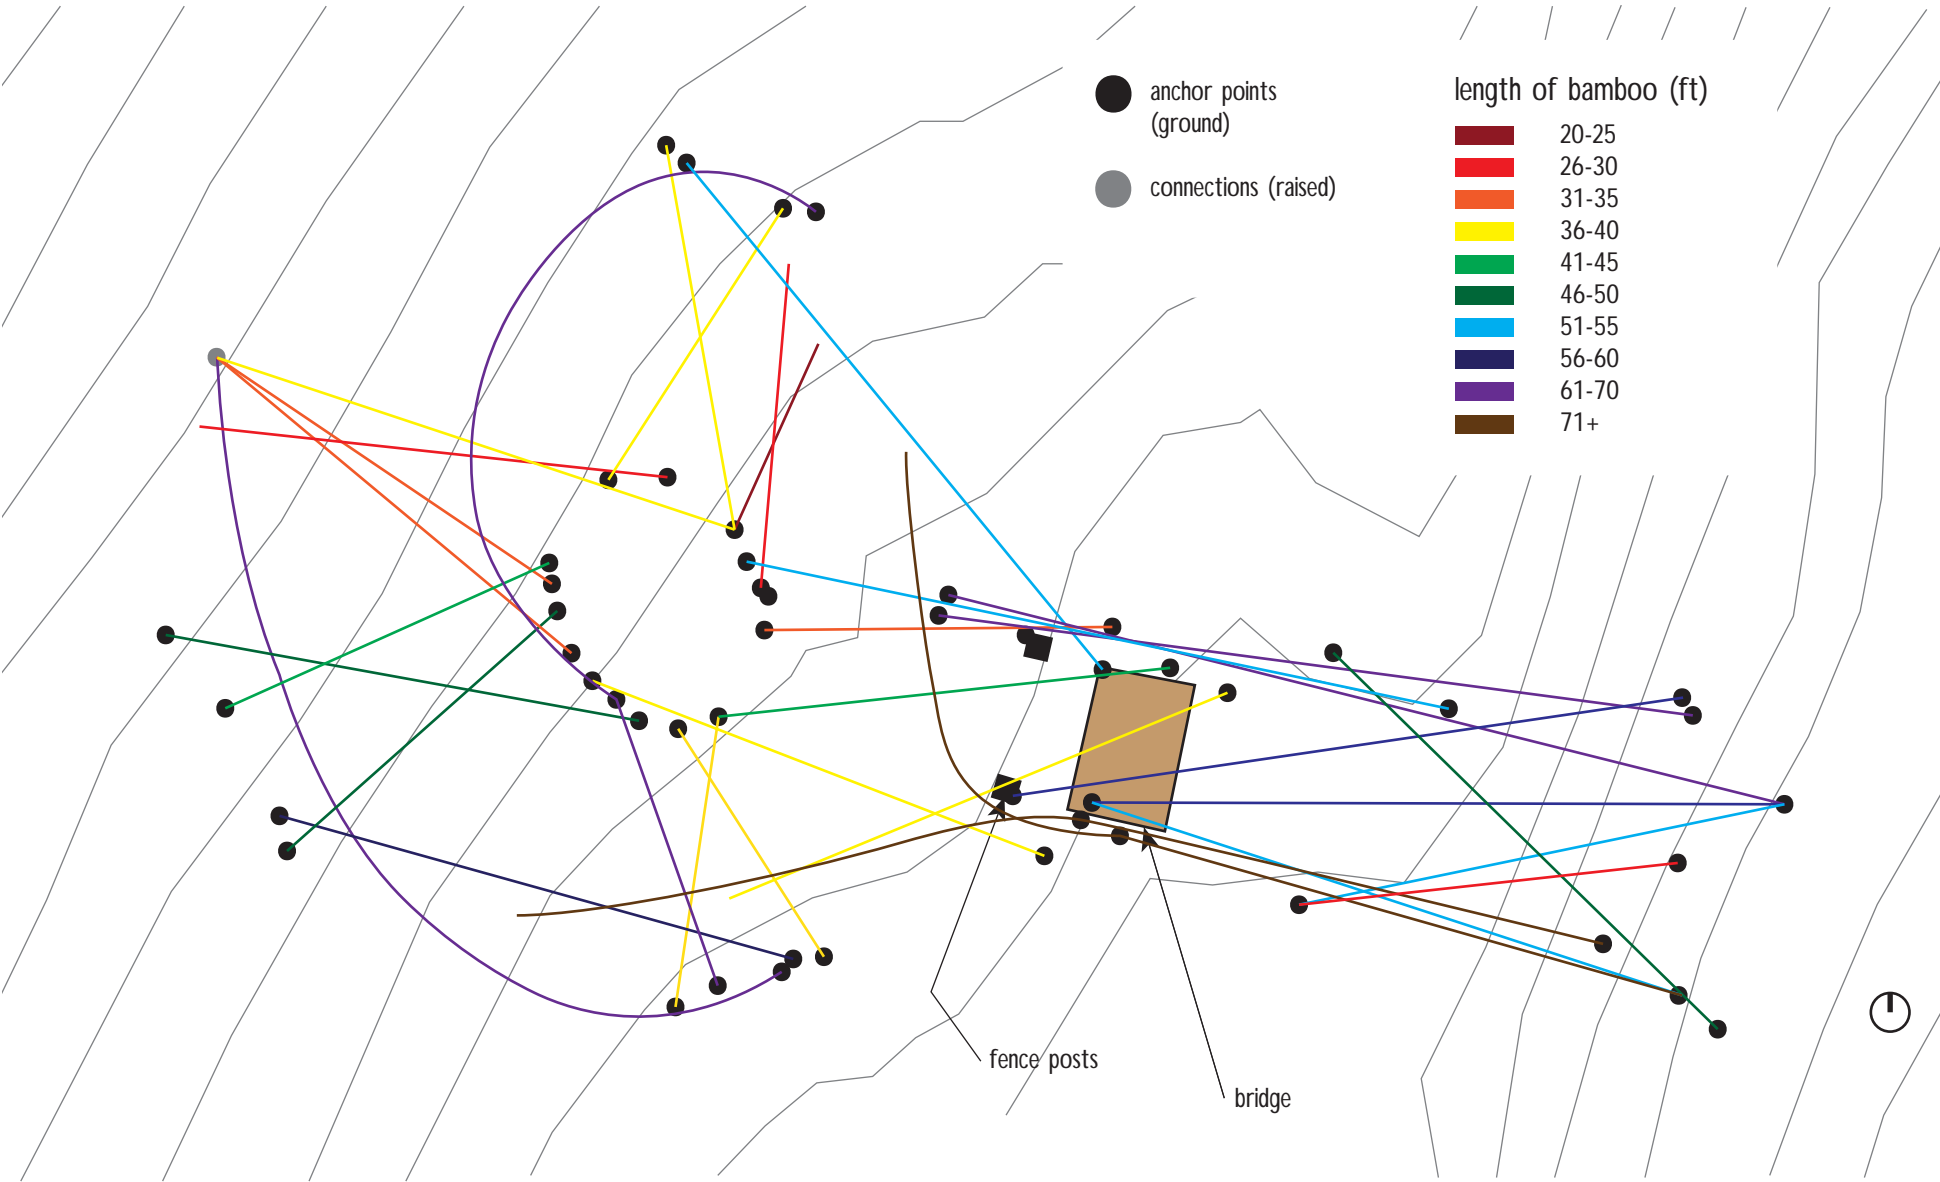 anchor points
(ground)
connections (raised)
length of bamboo (ft)
20-25
26-30
31-35
36-40
41-45
46-50
51-55
56-60
61-70
71+
fence posts
bridge